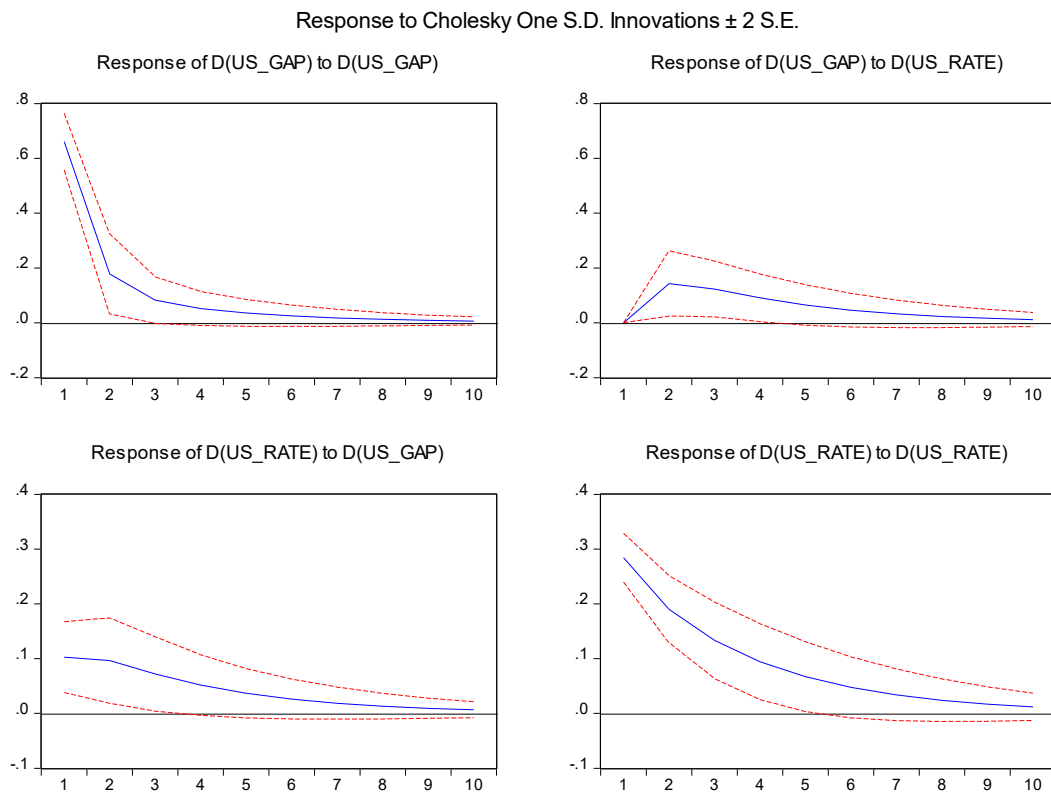 Response to Cholesky One S.D. Innovations ± 2 S.E.
Response of D(US_GAP) to D(US_GAP)
.8
.6
.4
.2
.0
-.2
1 2 3 4 5 6 7 8 9 10
Response of D(US_GAP) to D(US_RATE)
.8
.6
.4
.2
.0
-.2
1 2 3 4 5 6 7 8 9 10
Response of D(US_RATE) to D(US_GAP)
.4
.3
.2
.1
.0
-.1
1 2 3 4 5 6 7 8 9 10
Response of D(US_RATE) to D(US_RATE)
.4
.3
.2
.1
.0
-.1
1 2 3 4 5 6 7 8 9 10